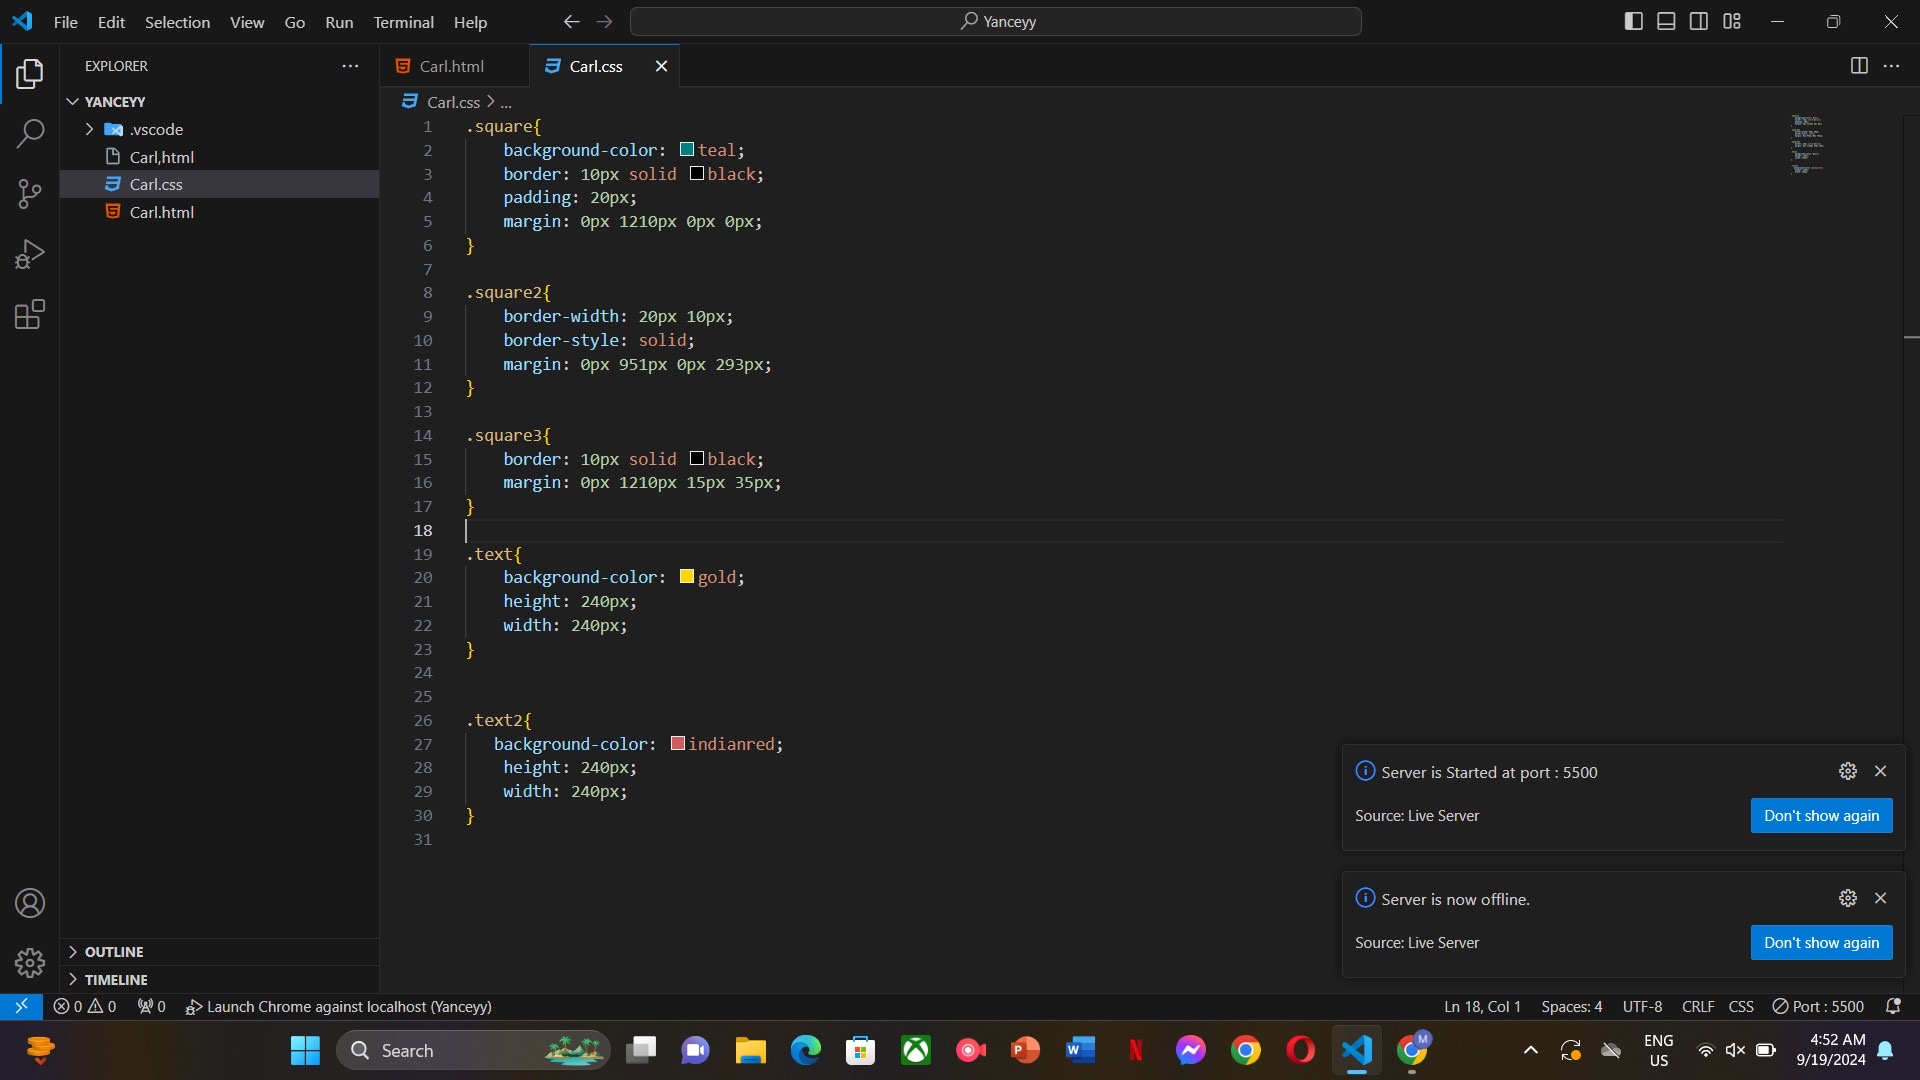 File Edit Selection View Go Run Terminal Help
Yanceyy
EXPLORER
YANCEYY
.vscode
Carl,html
Carl.css
Carl.html
OUTLINE
TIMELINE
Carl.html
Carl.css
Carl.css > ...
1 .square{
2 background-color: teal;
3 border: 10px solid black;
4 padding: 20px;
5 margin: 0px 1210px 0px 0px;
6 }
7
8 .square2{
9 border-width: 20px 10px;
10 border-style: solid;
11 margin: 0px 951px 0px 293px;
12 }
13
14 .square3{
15 border: 10px solid black;
16 margin: 0px 1210px 15px 35px;
17 }
18
19 .text{
20 background-color: gold;
21 height: 240px;
22 width: 240px;
23 }
24
25
26 .text2{
27 background-color: indianred;
28 height: 240px;
29 width: 240px;
30 }
31
Server is Started at port : 5500
Source: Live Server
Don't show again
Server is now offline.
Source: Live Server
Don't show again
0 0 0 Launch Chrome against localhost (Yanceyy)
Ln 18, Col 1 Spaces: 4 UTF-8 CRLF CSS Port : 5500
Search
ENG
US
4:52 AM
9/19/2024